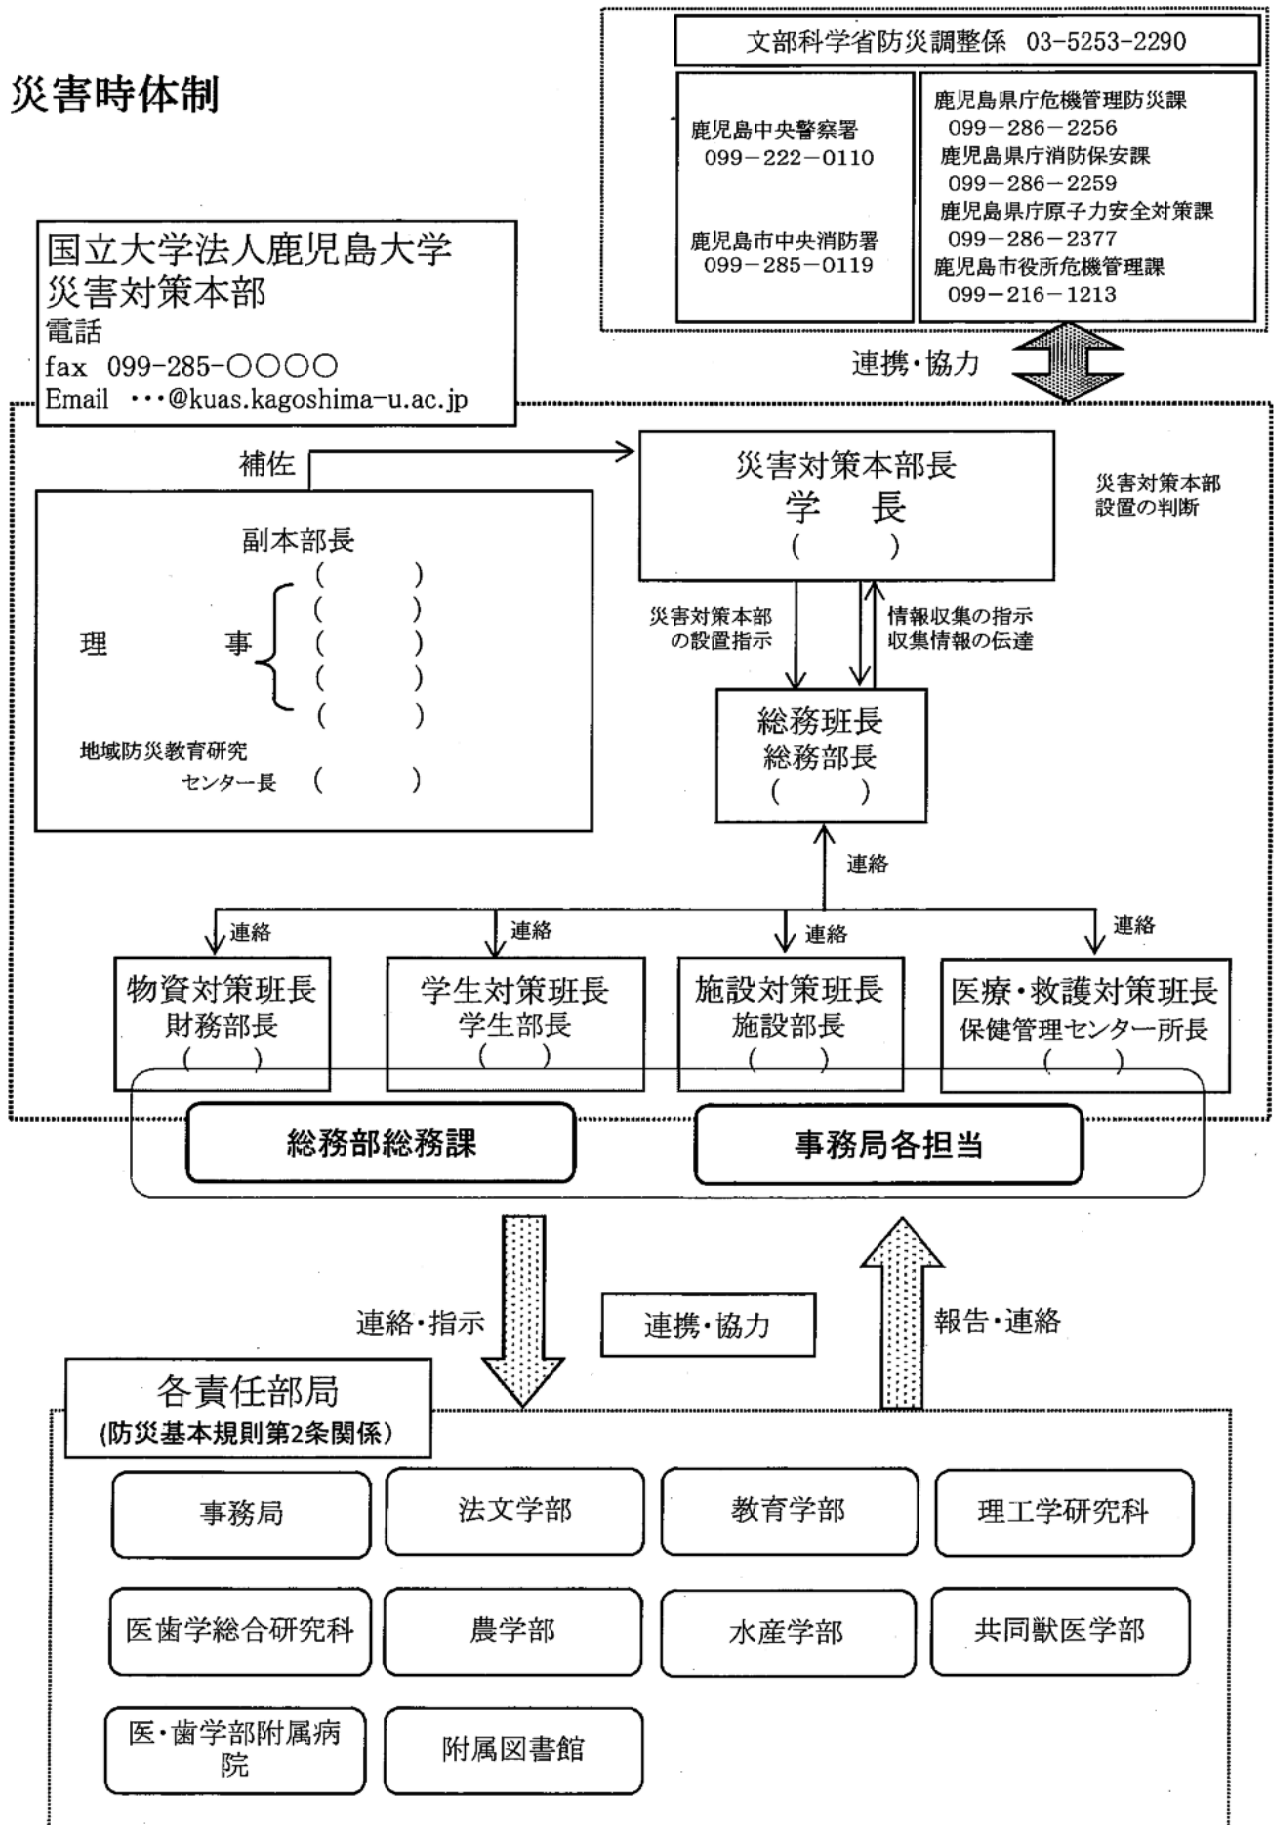 災害時体制
文部科学省防災調整係 03-5253-2290
鹿児島中央警察署
099-222-0110
鹿児島市中央消防署
099-285-0119
鹿児島県庁危機管理防災課
099-286-2256
鹿児島県庁消防保安課
099-286-2259
鹿児島県庁原子力安全対策課
099-286-2377
鹿児島市役所危機管理課
099-216-1213
国立大学法人鹿児島大学
災害対策本部
電話
fax 099-285-○○○○
Email ・・・@kuas.kagoshima-u.ac.jp
連携・協力
補佐
災害対策本部長
学 長
( )
災害対策本部
設置の判断
副本部長
( )
( )
理 事 ( )
( )
( )
地域防災教育研究
センター長 ( )
災害対策本部
の設置指示
情報収集の指示
収集情報の伝達
総務班長
総務部長
( )
連絡
連絡
連絡
連絡
連絡
物資対策班長
財務部長
( )
学生対策班長
学生部長
( )
施設対策班長
施設部長
( )
医療・救護対策班長
保健管理センター所長
( )
総務部総務課
事務局各担当
連絡・指示
連携・協力
報告・連絡
各責任部局
(防災基本規則第2条関係)
事務局
法文学部
教育学部
理工学研究科
医歯学総合研究科
農学部
水産学部
共同獣医学部
医・歯学部附属病
院
附属図書館